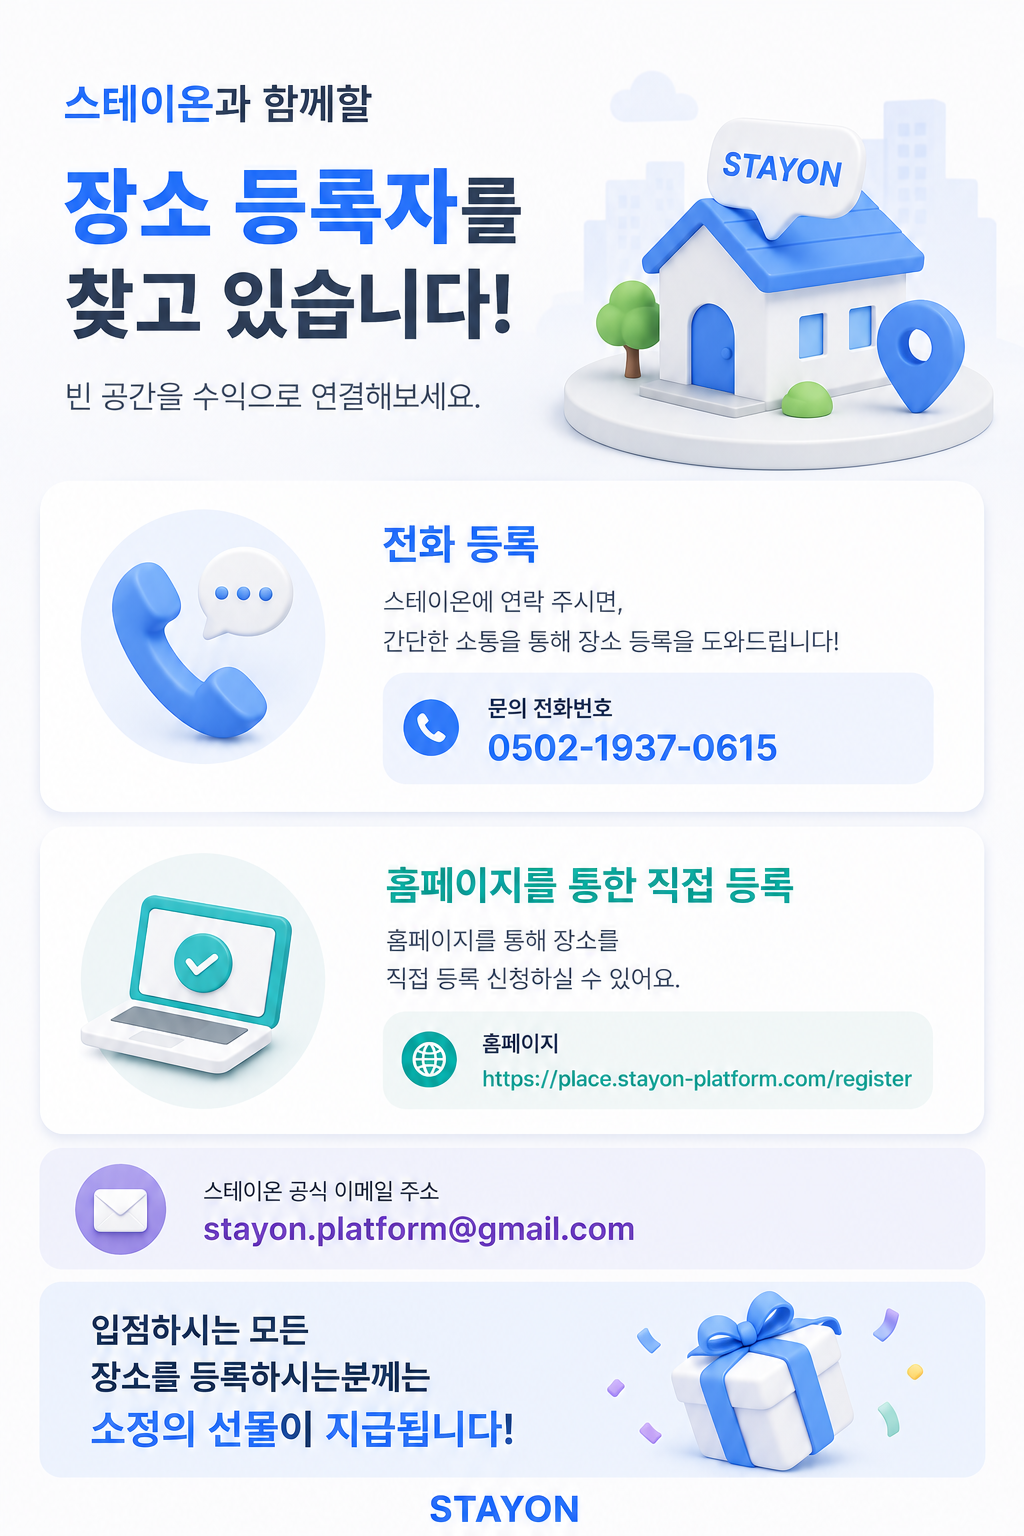 스테이온과 함께할
장소 등록자를
찾고 있습니다!
빈 공간을 수익으로 연결해보세요.
STAYON
전화 등록
스테이온에 연락 주시면,
간단한 소통을 통해 장소 등록을 도와드립니다!
문의 전화번호
0502-1937-0615
홈페이지를 통한 직접 등록
홈페이지를 통해 장소를
직접 등록 신청하실 수 있어요.
홈페이지
https://place.stayon-platform.com/register
스테이온 공식 이메일 주소
stayon.platform@gmail.com
입점하시는 모든
장소를 등록하시는분께는
소정의 선물이 지급됩니다!
STAYON